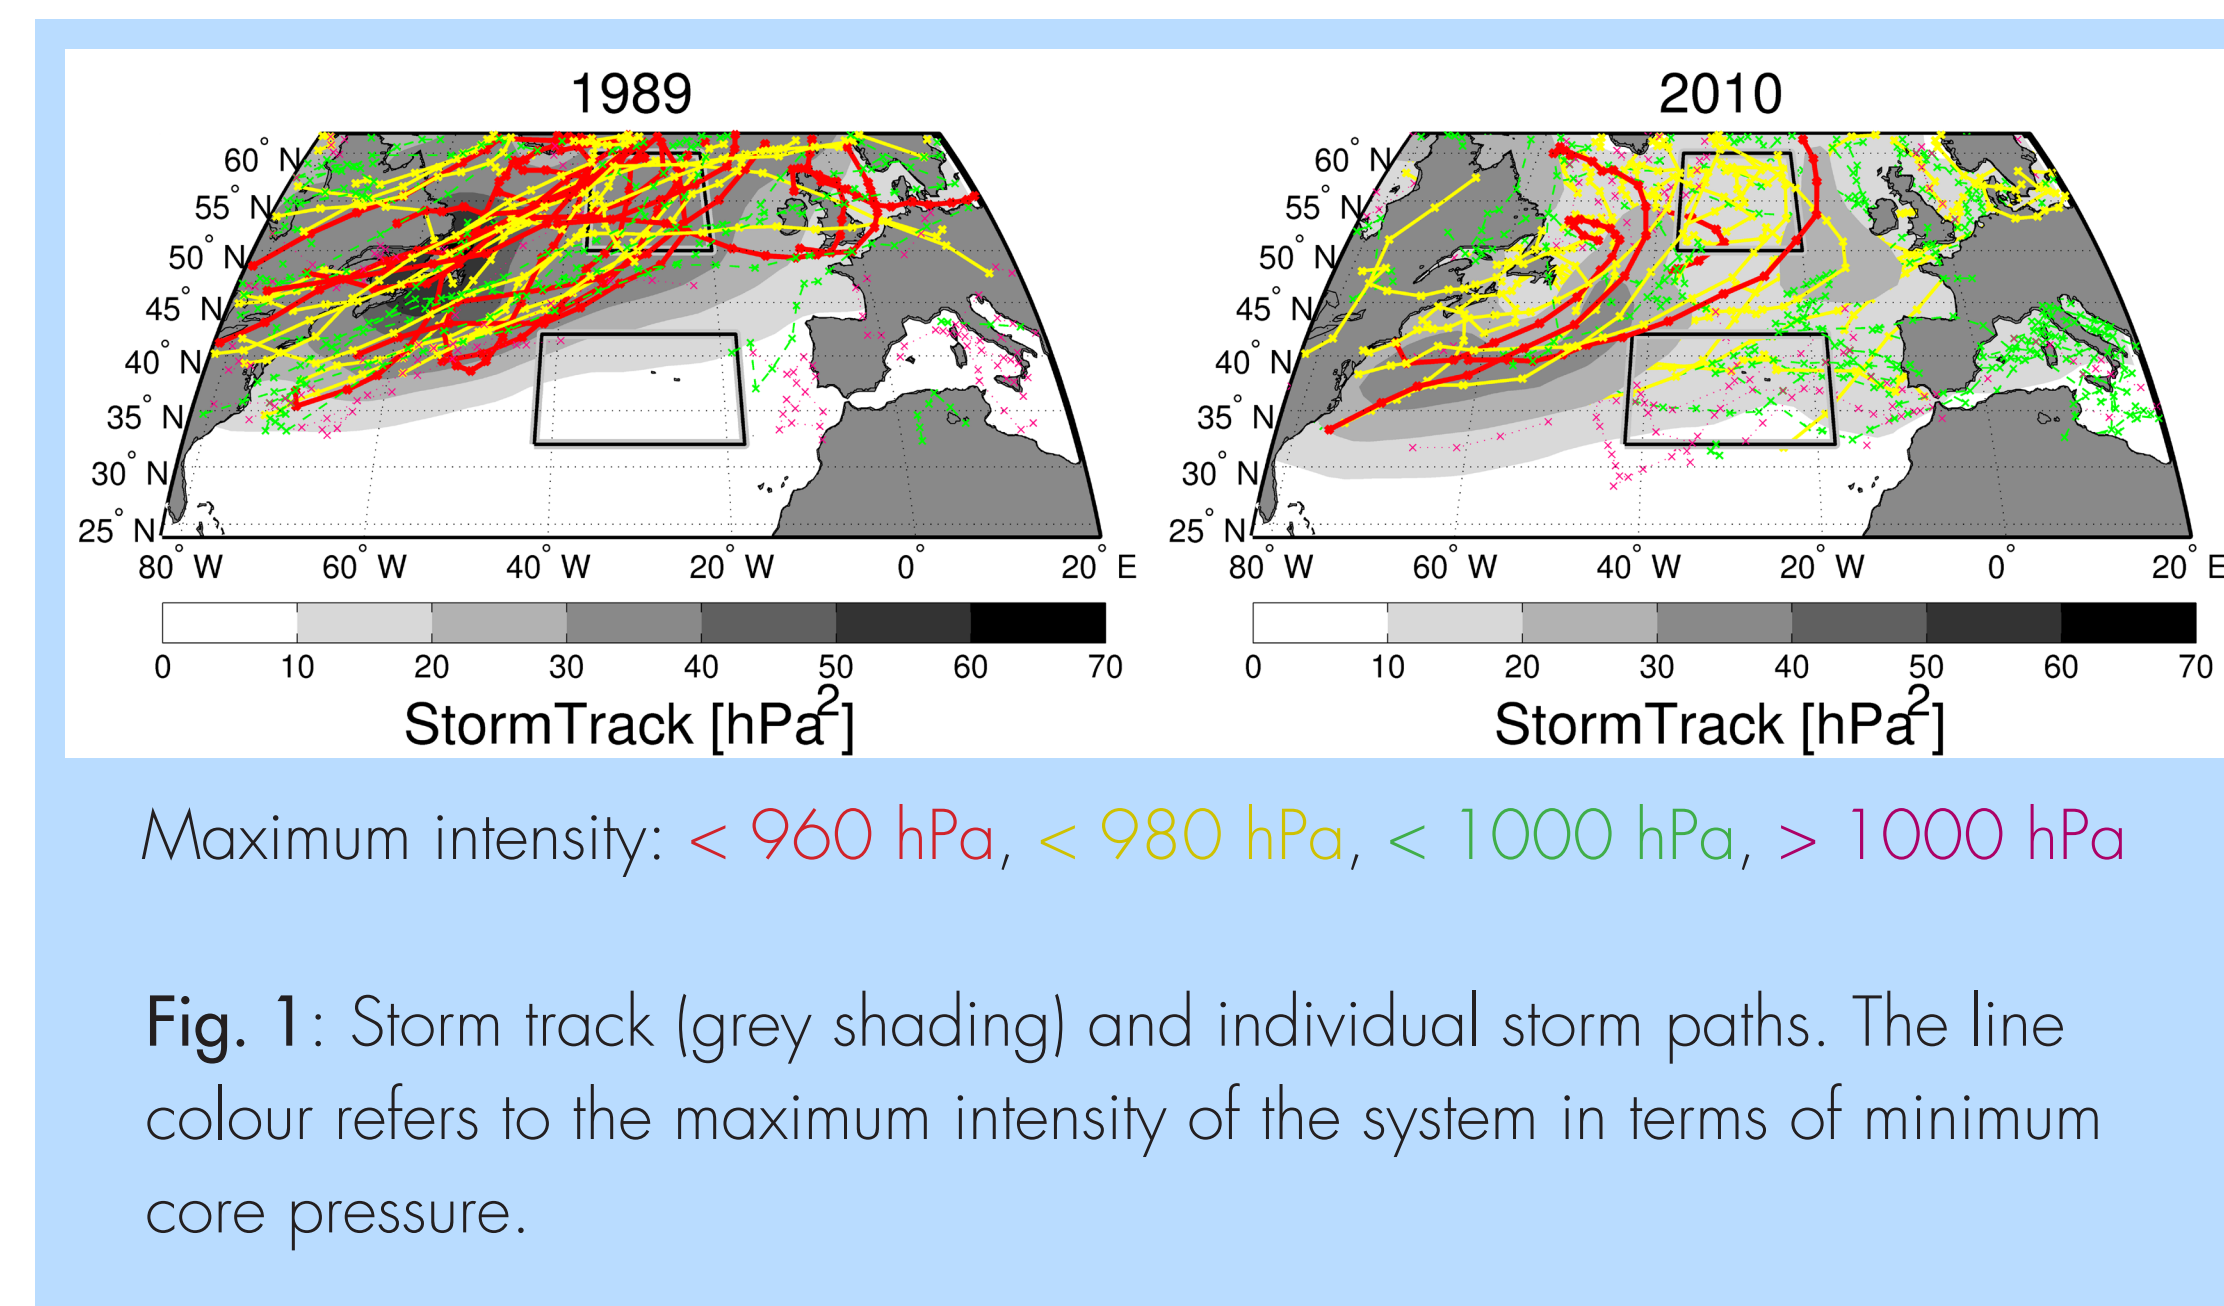 1989 2010
60° N 60° N
55° N 55° N
50° N 50° N
45° N 45° N
40° N 40° N
35° N 35° N
30° N 30° N
25° N 25° N
80° W 60° W 40° W 20° W 0° 20° E 80° W 60° W 40° W 20° W 0° 20° E
0 10 20 30 40 50 60 70 0 10 20 30 40 50 60 70
StormTrack [hPa²] StormTrack [hPa²]
Maximum intensity: < 960 hPa, < 980 hPa, < 1000 hPa, > 1000 hPa
Fig. 1: Storm track (grey shading) and individual storm paths. The line
colour refers to the maximum intensity of the system in terms of minimum
core pressure.